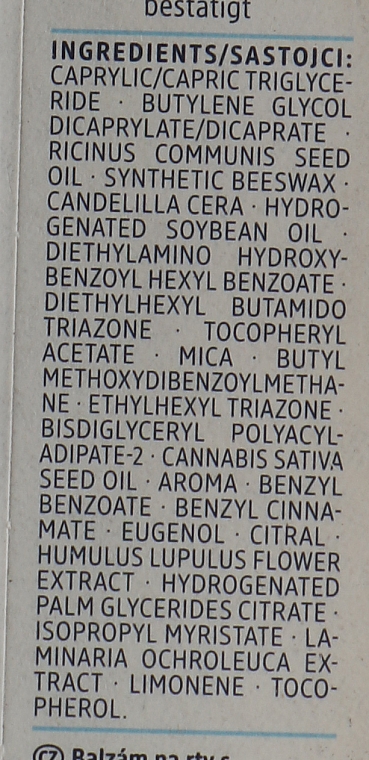 bestätigt
INGREDIENTS/SASTOJCI:
CAPRYLIC/CAPRIC TRIGLYCE-
RIDE · BUTYLENE GLYCOL
DICAPRYLATE/DICAPRATE ·
RICINUS COMMUNIS SEED
OIL · SYNTHETIC BEESWAX ·
CANDELILLA CERA · HYDRO-
GENATED SOYBEAN OIL ·
DIETHYLAMINO HYDROXY-
BENZOYL HEXYL BENZOATE ·
DIETHYLHEXYL BUTAMIDO
TRIAZONE · TOCOPHERYL
ACETATE · MICA · BUTYL
METHOXYDIBENZOYLMETHA-
NE · ETHYLHEXYL TRIAZONE ·
BISDIGLYCERYL POLYACYL-
ADIPATE-2 · CANNABIS SATIVA
SEED OIL · AROMA · BENZYL
BENZOATE · BENZYL CINNA-
MATE · EUGENOL · CITRAL ·
HUMULUS LUPULUS FLOWER
EXTRACT · HYDROGENATED
PALM GLYCERIDES CITRATE ·
ISOPROPYL MYRISTATE · LA-
MINARIA OCHROLEUCA EX-
TRACT · LIMONENE · TOCO-
PHEROL.
CZ Balzám na rty s